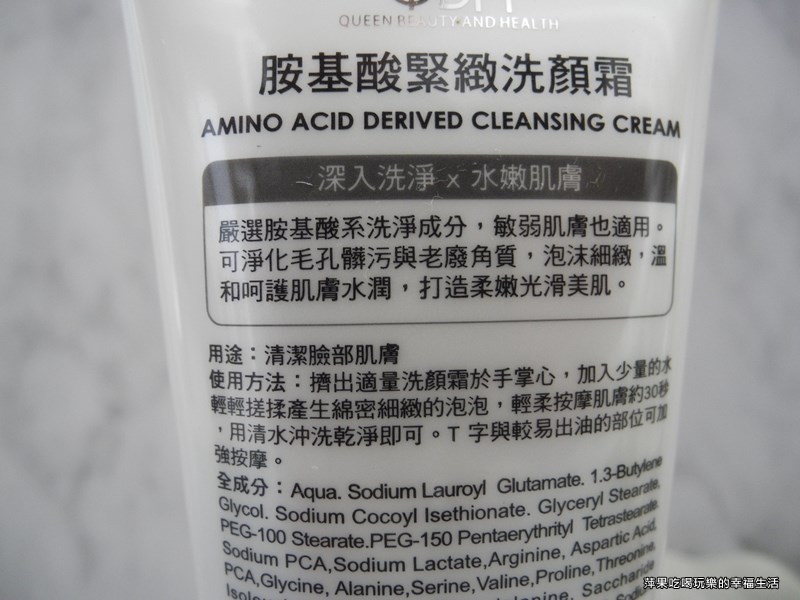 QUEEN BEAUTY AND HEALTH
胺基酸緊緻洗顏霜
AMINO ACID DERIVED CLEANSING CREAM
深入洗淨 x 水嫩肌膚
嚴選胺基酸系洗淨成分，敏弱肌膚也適用。
可淨化毛孔髒污與老廢角質，泡沫細緻，溫
和呵護肌膚水潤，打造柔嫩光滑美肌。
用途：清潔臉部肌膚
使用方法：擠出適量洗顏霜於手掌心，加入少量的水
輕輕搓揉產生綿密細緻的泡泡，輕柔按摩肌膚約30秒
，用清水沖洗乾淨即可。T 字與較易出油的部位可加
強按摩。
全成分：Aqua. Sodium Lauroyl Glutamate. 1.3-Butylene
Glycol. Sodium Cocoyl Isethionate. Glyceryl Stearate,
PEG-100 Stearate.PEG-150 Pentaerythrityl Tetrastearate.
Sodium PCA,Sodium Lactate,Arginine, Aspartic Acid,
PCA,Glycine, Alanine,Serine,Valine,Proline,Threonine,
Saccharide
萍果吃喝玩樂的幸福生活